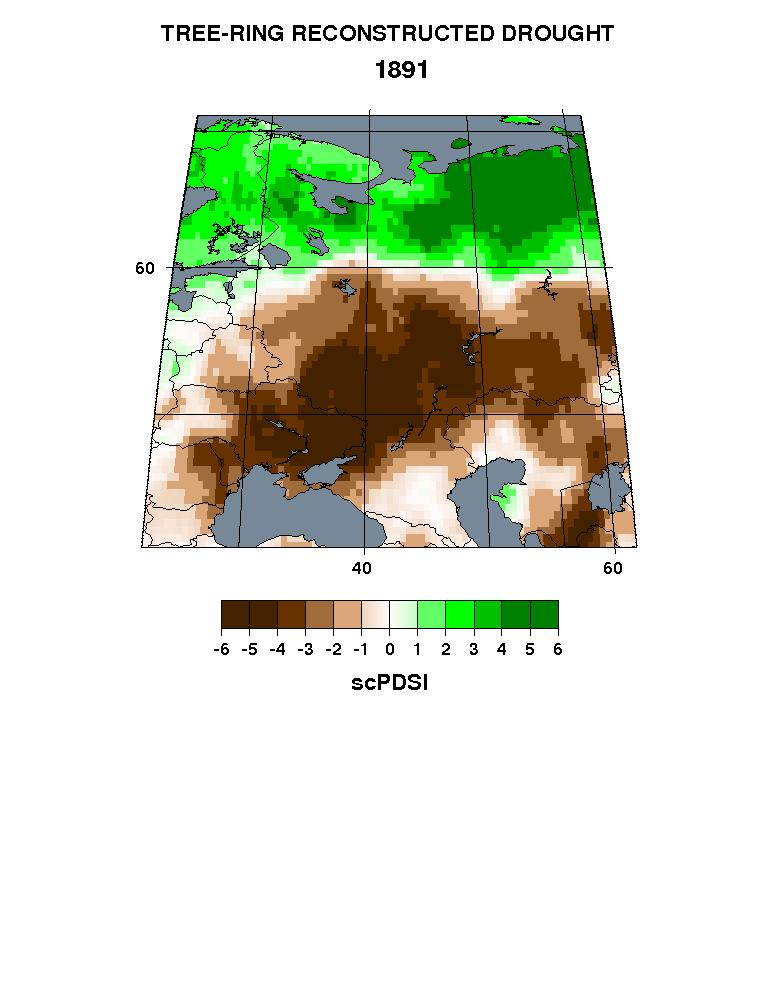 TREE-RING RECONSTRUCTED DROUGHT
1891
60
40 60
-6 -5 -4 -3 -2 -1 0 1 2 3 4 5 6
scPDSI